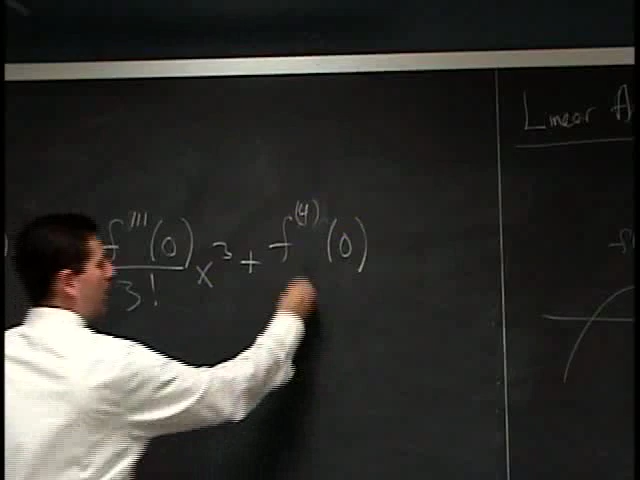 ) f'''(0)/3! x³ + f⁽⁴⁾(0)
Linear A
f(